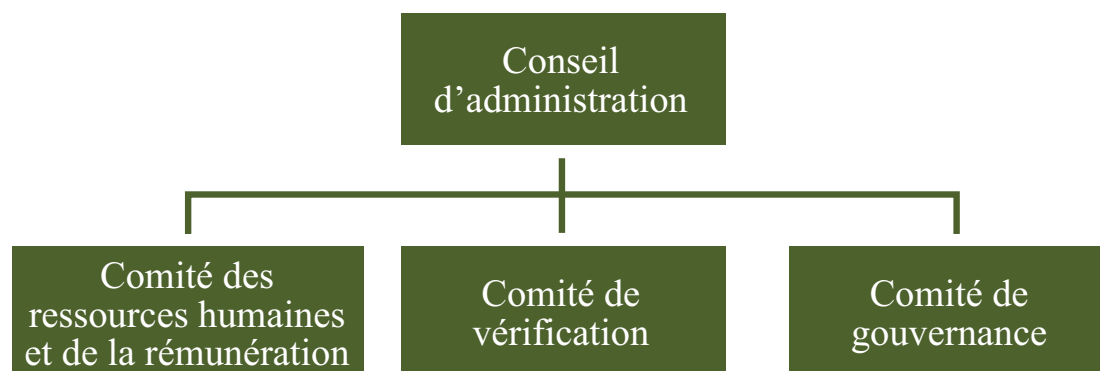 Conseil
d’administration
Comité des
ressources humaines
et de la rémunération
Comité de
vérification
Comité de
gouvernance